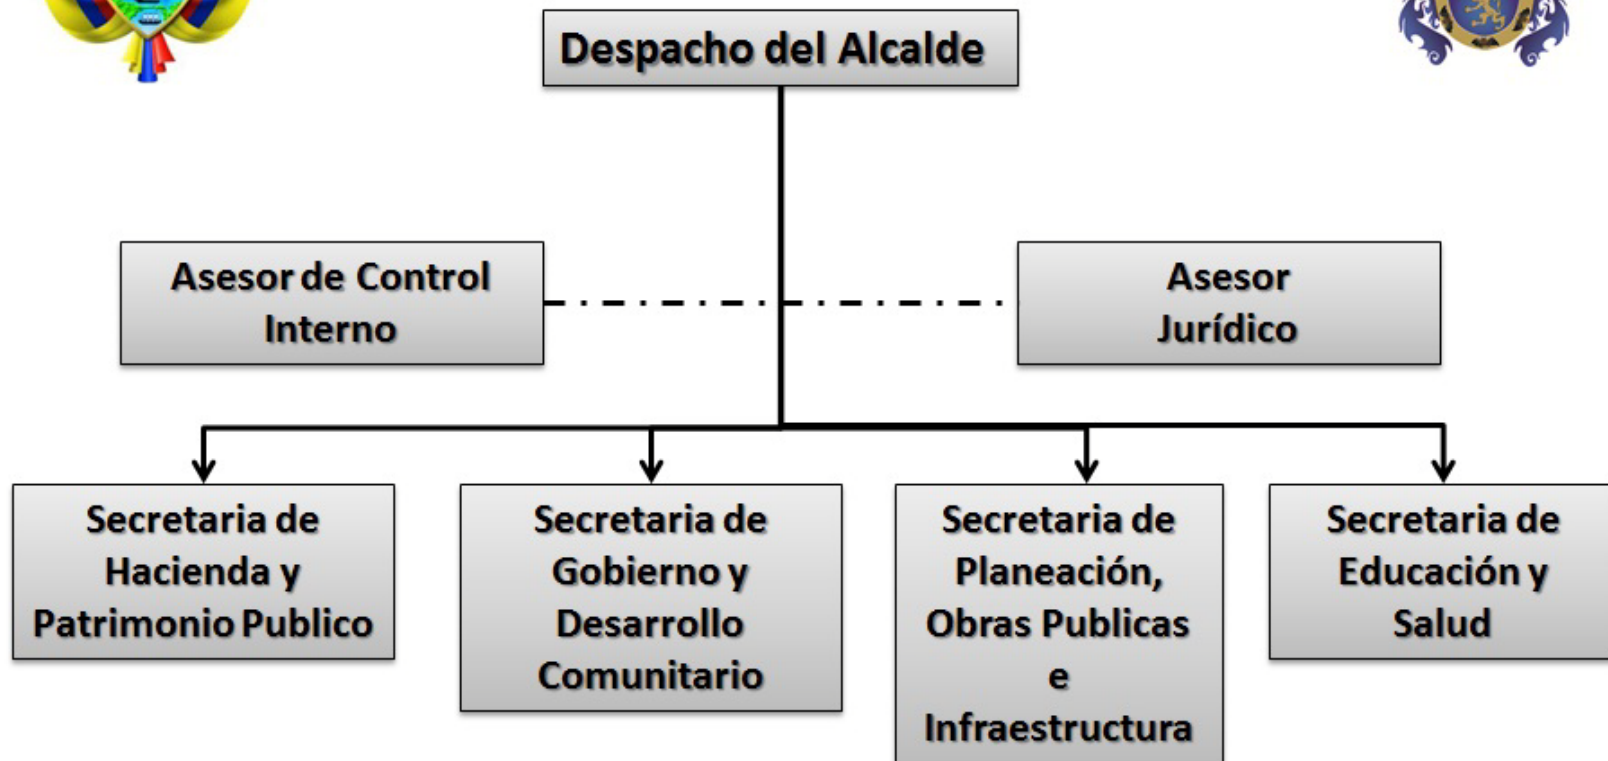 Despacho del Alcalde
Asesor de Control
Interno
Asesor
Jurídico
Secretaria de
Hacienda y
Patrimonio Publico
Secretaria de
Gobierno y
Desarrollo
Comunitario
Secretaria de
Planeación,
Obras Publicas
e
Infraestructura
Secretaria de
Educación y
Salud